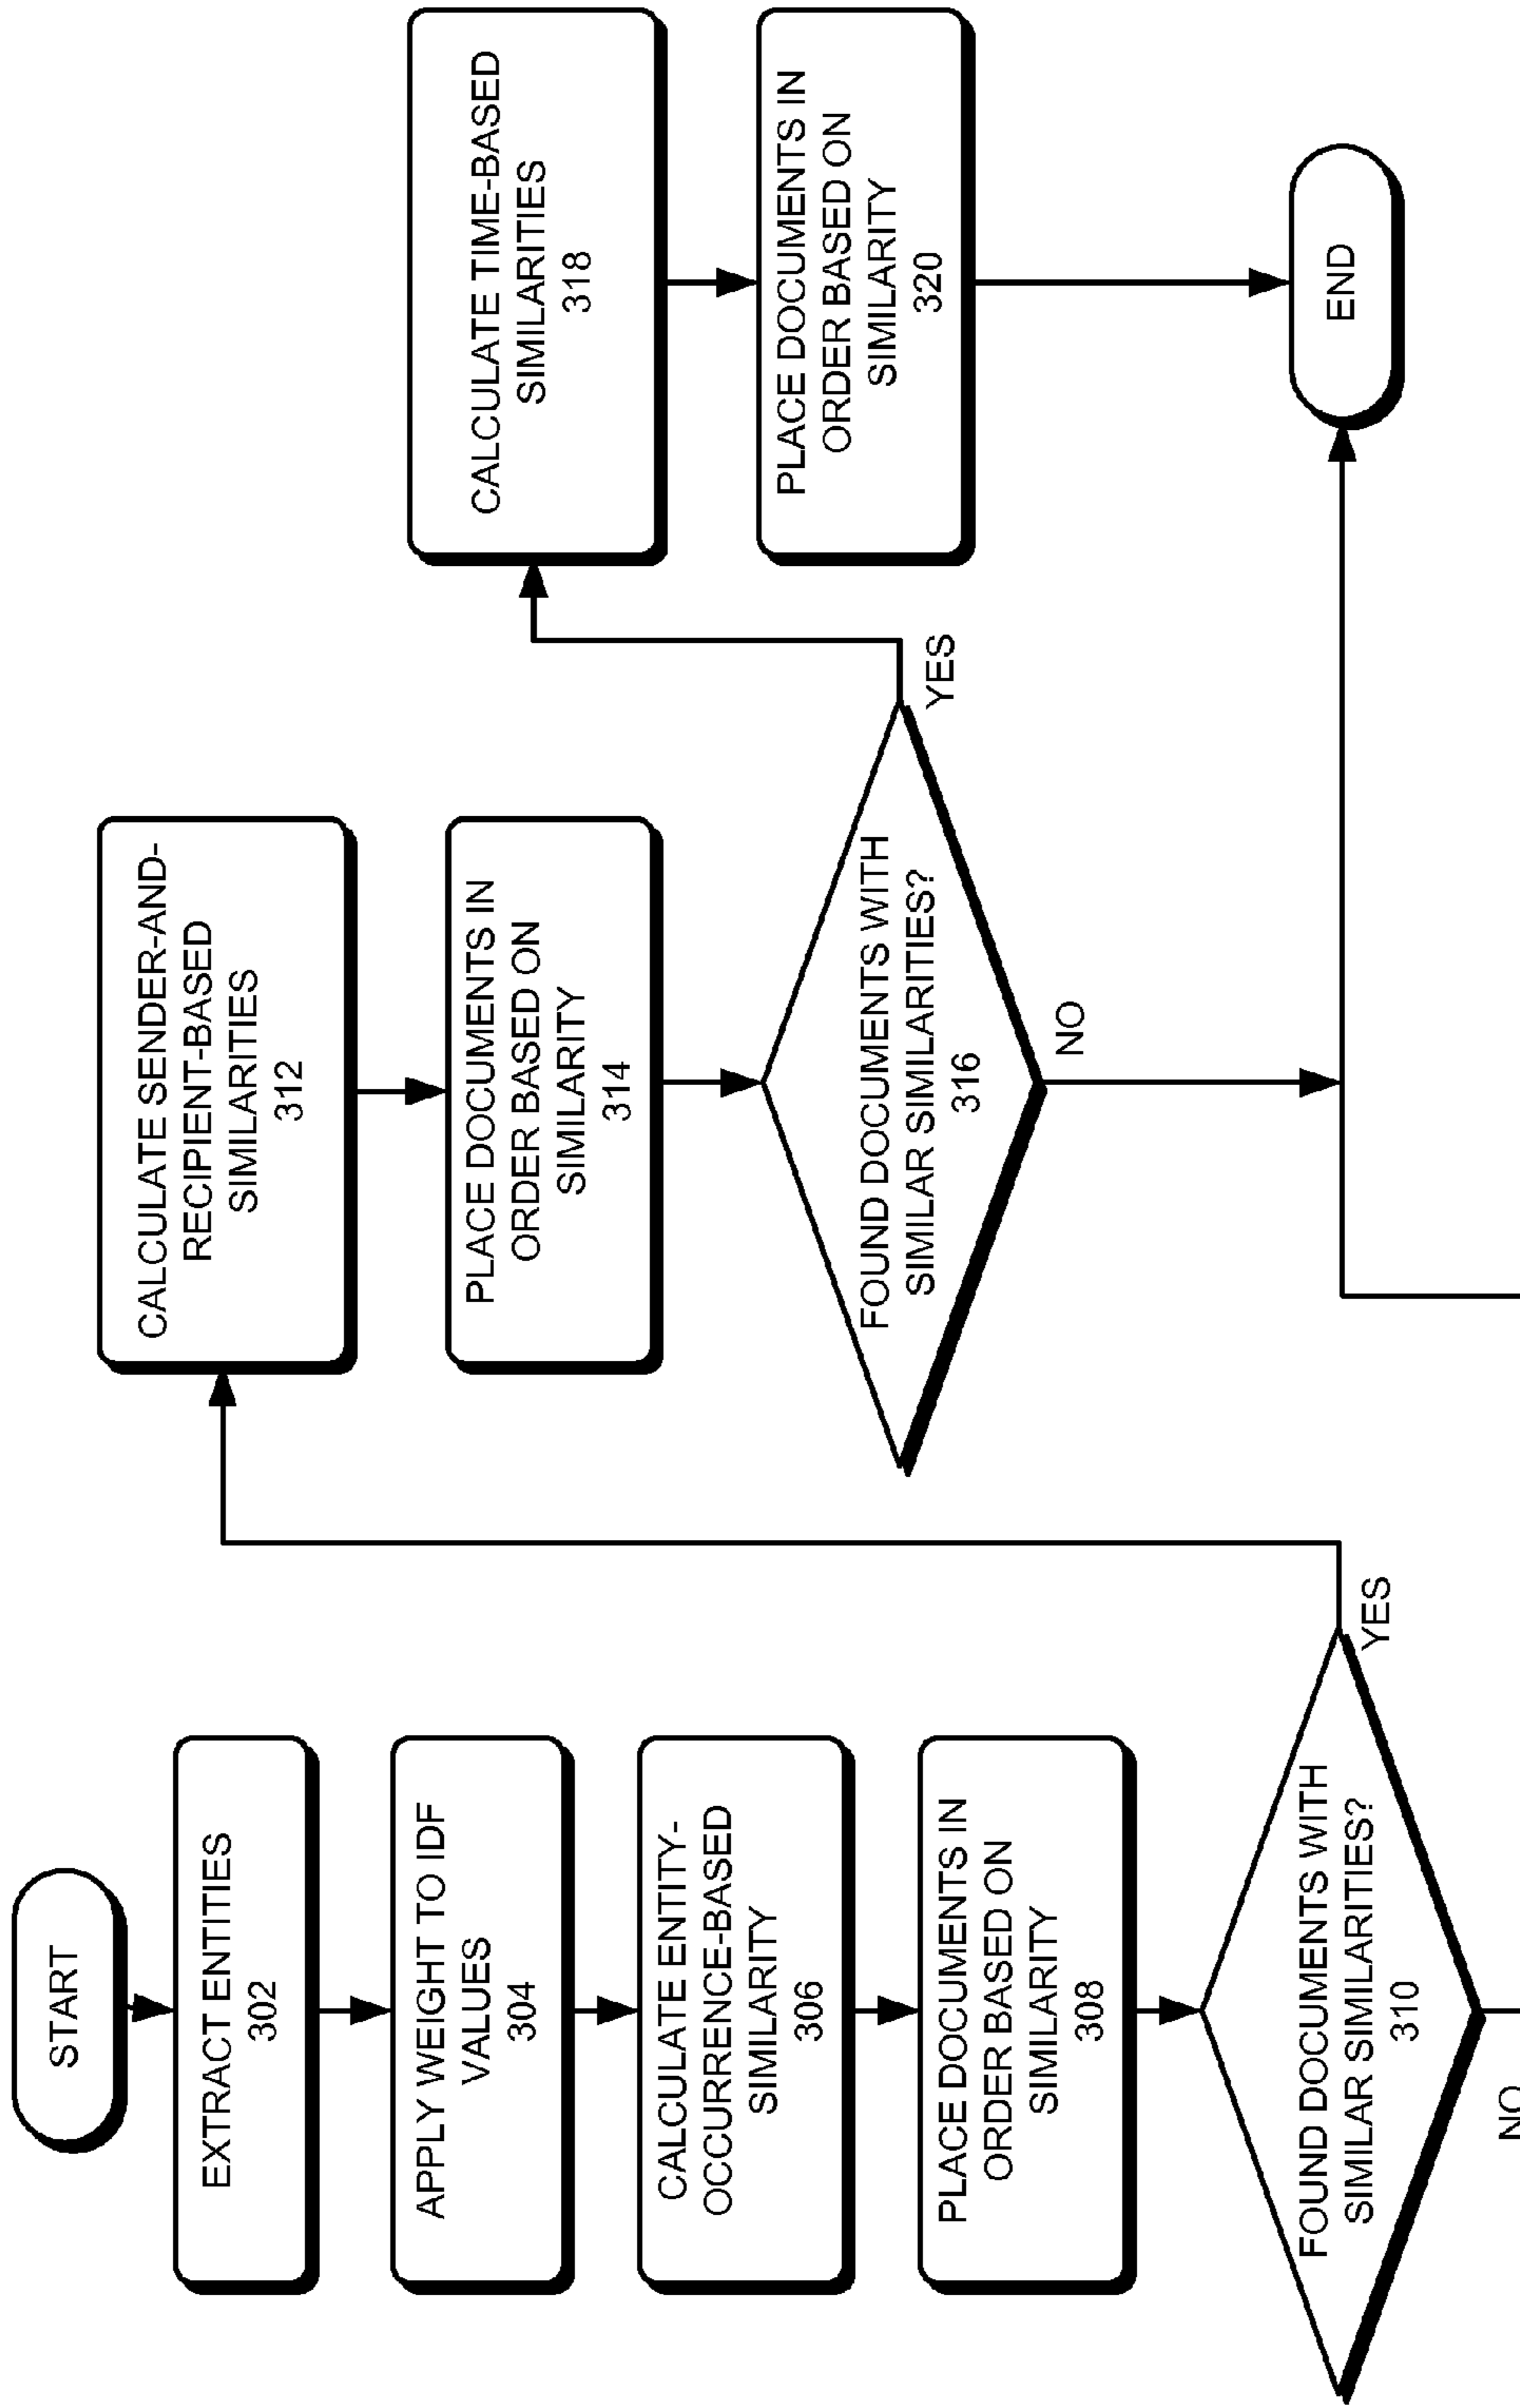 START
EXTRACT ENTITIES
302
APPLY WEIGHT TO IDF
VALUES
304
CALCULATE ENTITY-
OCCURRENCE-BASED
SIMILARITY
306
PLACE DOCUMENTS IN
ORDER BASED ON
SIMILARITY
308
FOUND DOCUMENTS WITH
SIMILAR SIMILARITIES?
310
YES
NO
CALCULATE SENDER-AND-
RECIPIENT-BASED
SIMILARITIES
312
PLACE DOCUMENTS IN
ORDER BASED ON
SIMILARITY
314
FOUND DOCUMENTS WITH
SIMILAR SIMILARITIES?
316
YES
NO
CALCULATE TIME-BASED
SIMILARITIES
318
PLACE DOCUMENTS IN
ORDER BASED ON
SIMILARITY
320
END